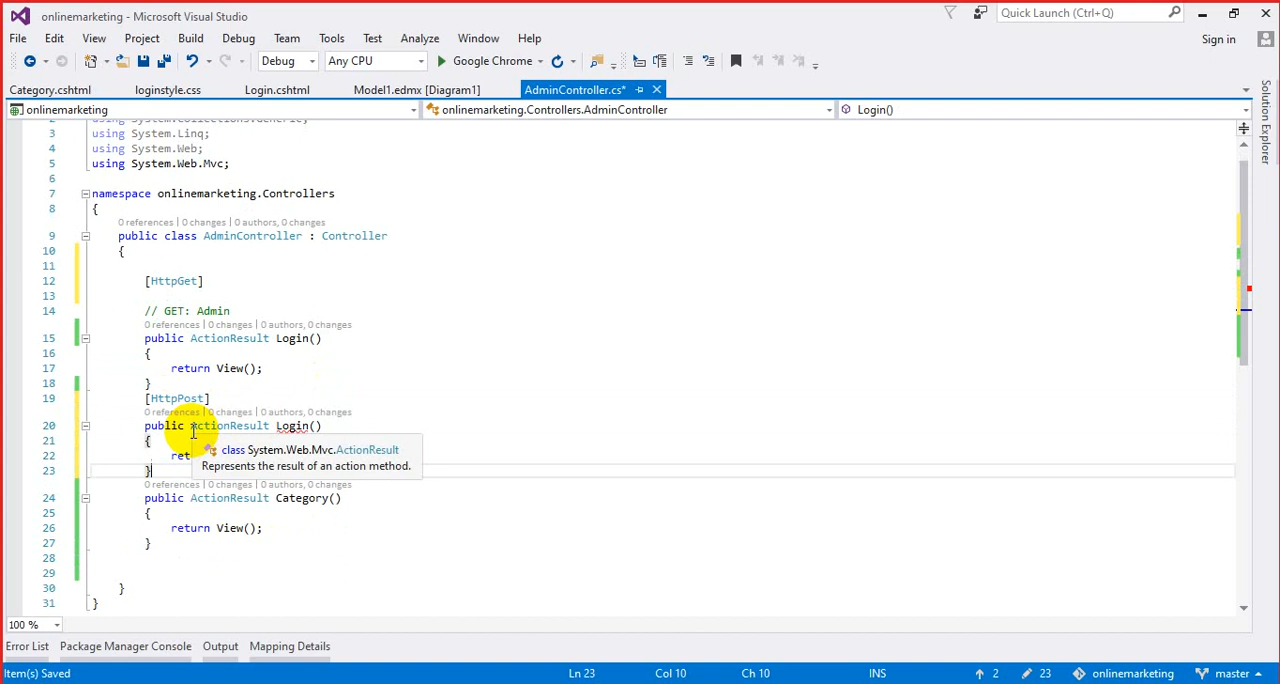 onlinemarketing - Microsoft Visual Studio
Quick Launch (Ctrl+Q)
File Edit View Project Build Debug Team Tools Test Analyze Window Help
Sign in
Debug Any CPU Google Chrome
Category.cshtml loginstyle.css Login.cshtml Model1.edmx [Diagram1] AdminController.cs*
onlinemarketing onlinemarketing.Controllers.AdminController Login()
Solution Explorer
2 using System.Collections.Generic;
3 using System.Linq;
4 using System.Web;
5 using System.Web.Mvc;
6
7 namespace onlinemarketing.Controllers
8 {
0 references | 0 changes | 0 authors, 0 changes
9 public class AdminController : Controller
10 {
11
12 [HttpGet]
13
14 // GET: Admin
0 references | 0 changes | 0 authors, 0 changes
15 public ActionResult Login()
16 {
17 return View();
18 }
19 [HttpPost]
0 references | 0 changes | 0 authors, 0 changes
20 public ActionResult Login()
21 {
class System.Web.Mvc.ActionResult
22 ret
Represents the result of an action method.
23 }
0 references | 0 changes | 0 authors, 0 changes
24 public ActionResult Category()
25 {
26 return View();
27 }
28
29
30 }
31 }
100 %
Error List Package Manager Console Output Mapping Details
Item(s) Saved Ln 23 Col 10 Ch 10 INS 2 23 onlinemarketing master